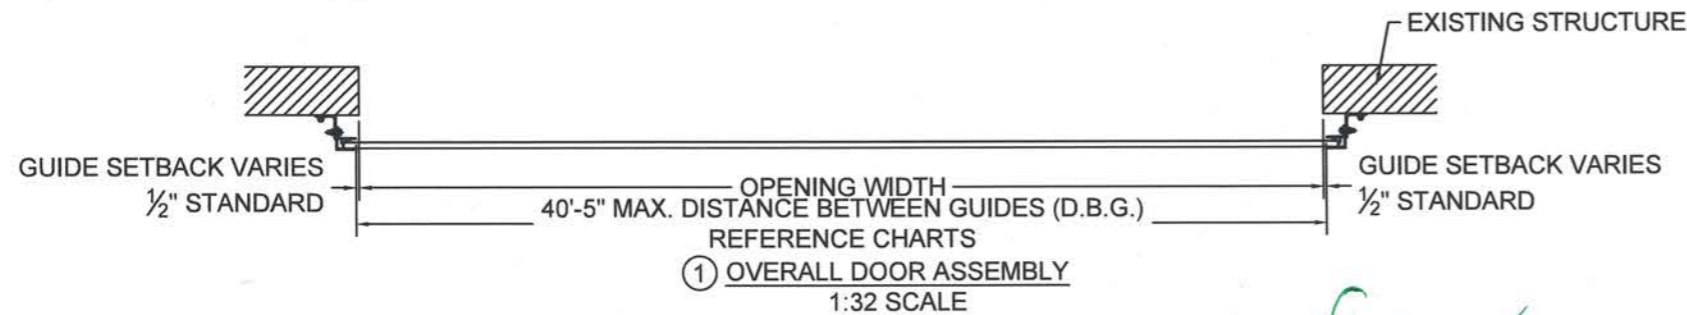 EXISTING STRUCTURE
GUIDE SETBACK VARIES
½" STANDARD
OPENING WIDTH
40'-5" MAX. DISTANCE BETWEEN GUIDES (D.B.G.)
REFERENCE CHARTS
GUIDE SETBACK VARIES
½" STANDARD
1 OVERALL DOOR ASSEMBLY
1:32 SCALE